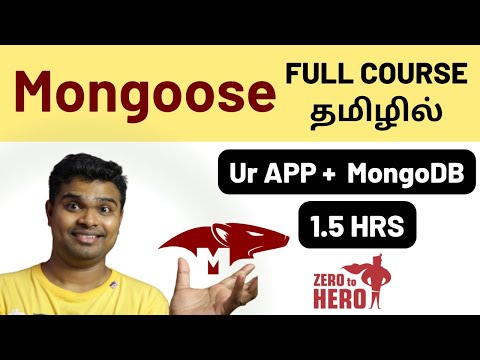 Mongoose
FULL COURSE
தமிழில்
Ur APP + MongoDB
1.5 HRS
M
ZERO to
HERO